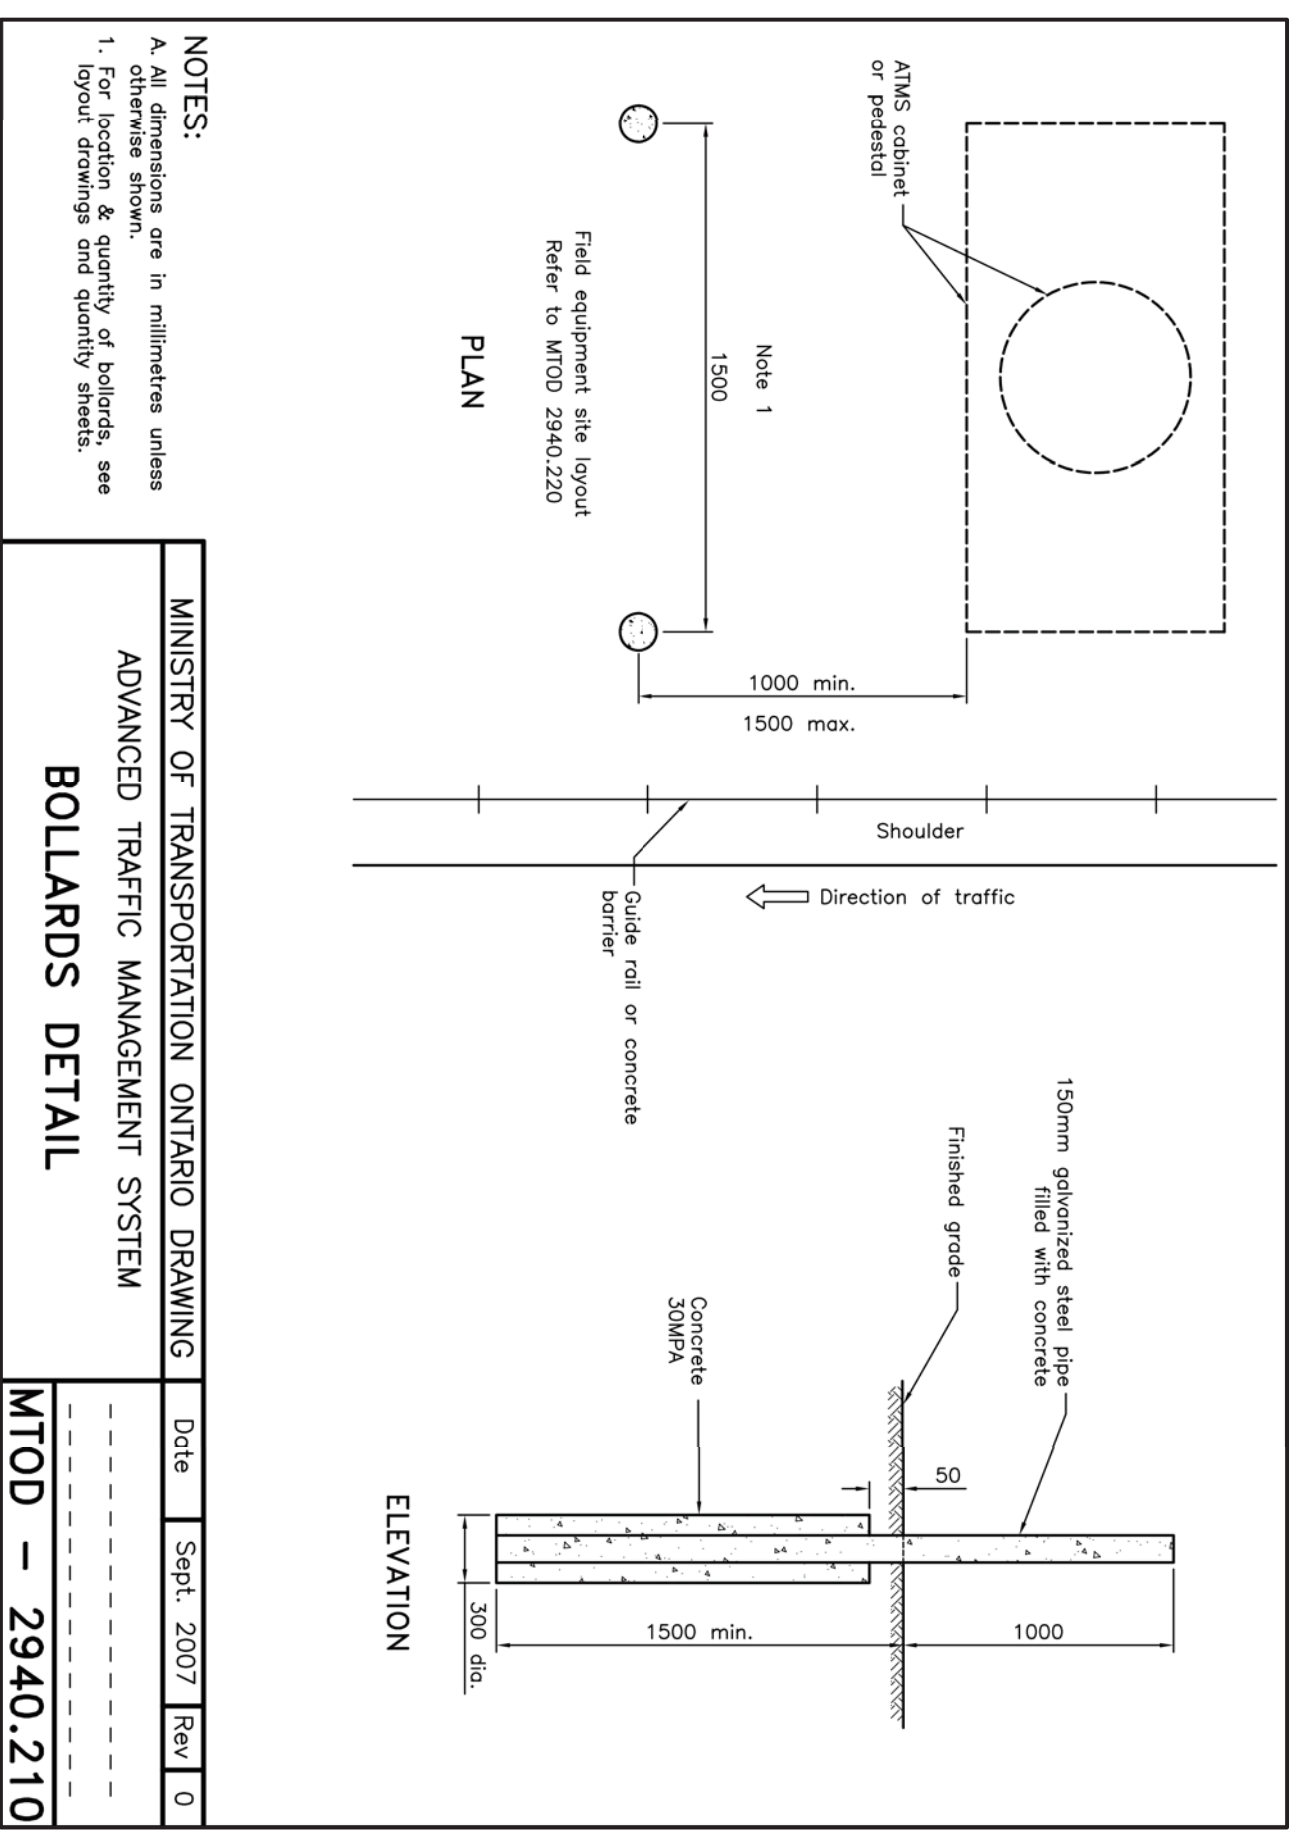 ATMS cabinet
or pedestal
Note 1
1500
Field equipment site layout
Refer to MTOD 2940.220
PLAN
1000 min.
1500 max.
Shoulder
Direction of traffic
Guide rail or concrete
barrier
150mm galvanized steel pipe
filled with concrete
Finished grade
Concrete
30MPA
50
1000
1500 min.
300 dia.
ELEVATION
NOTES:
A. All dimensions are in millimetres unless
otherwise shown.
1. For location & quantity of bollards, see
layout drawings and quantity sheets.
MINISTRY OF TRANSPORTATION ONTARIO DRAWING
ADVANCED TRAFFIC MANAGEMENT SYSTEM
BOLLARDS DETAIL
Date
Sept. 2007
Rev
0
MTOD - 2940.210